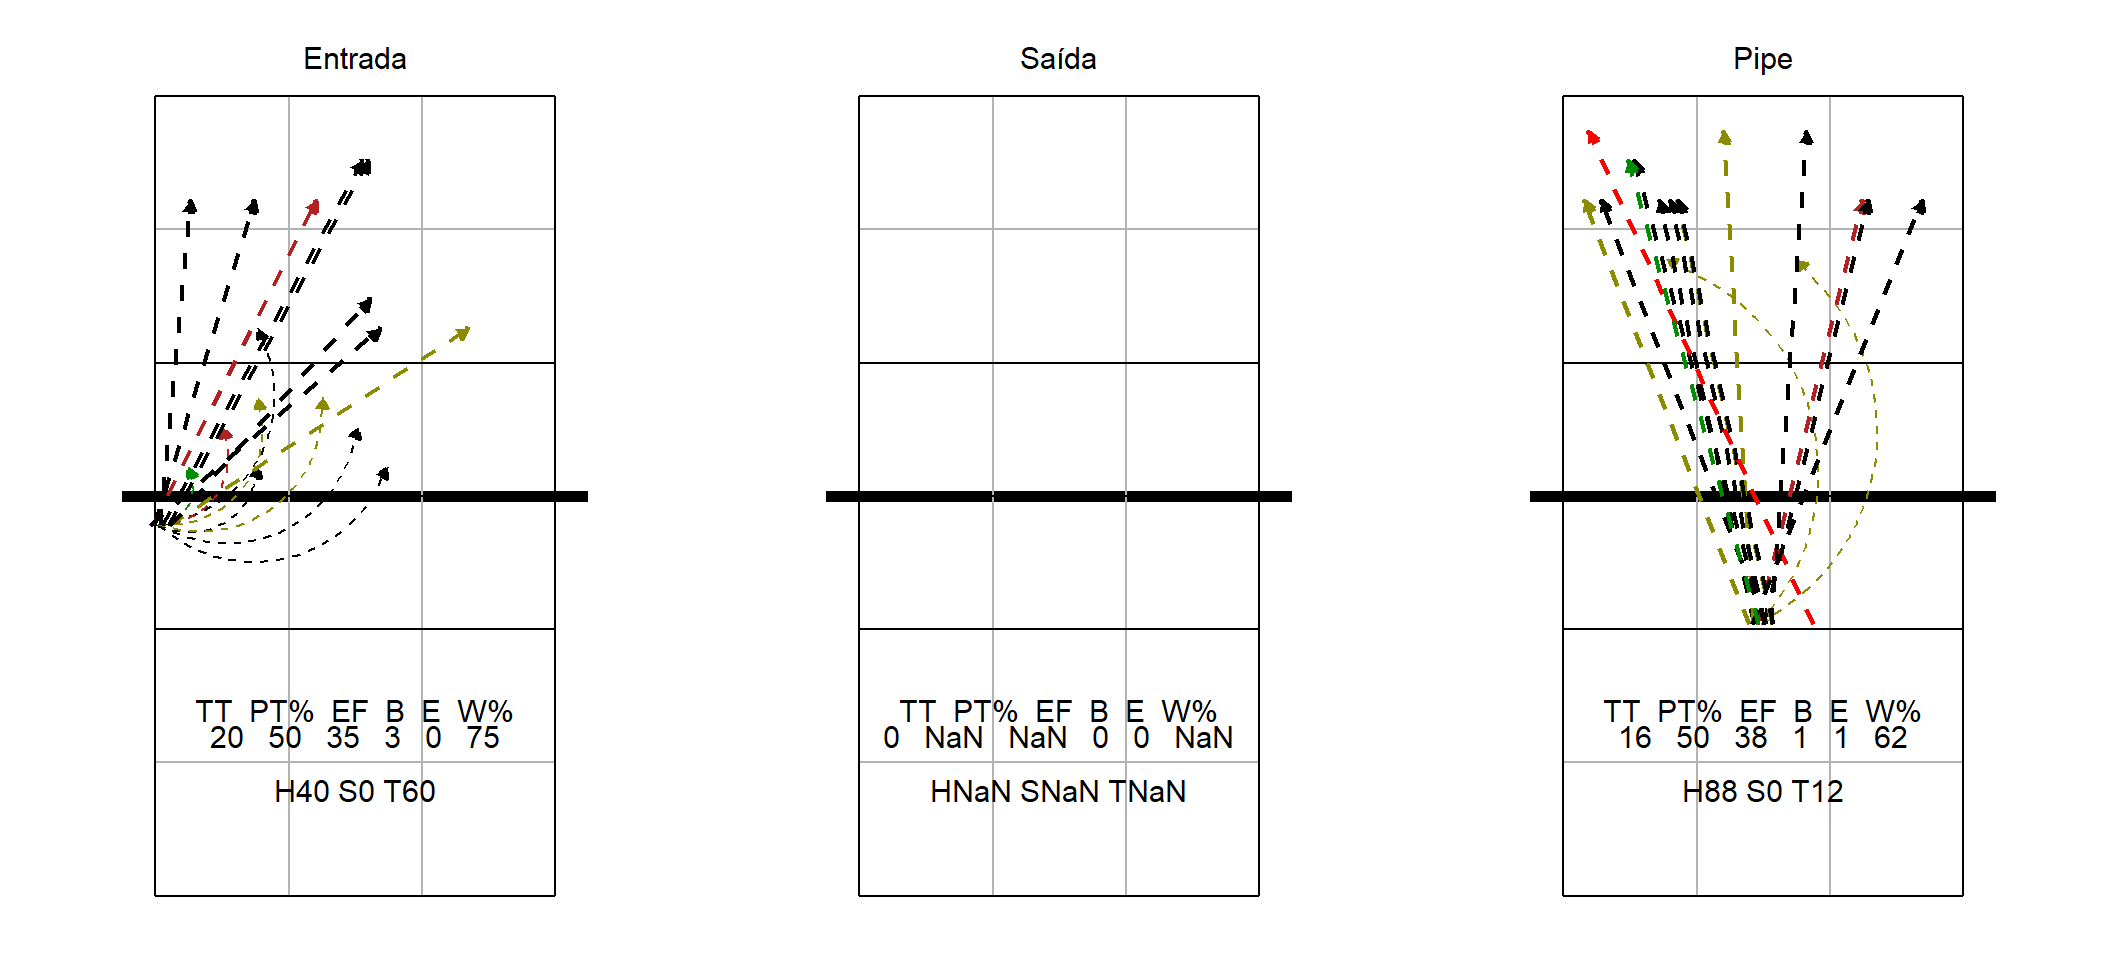 Entrada
TT PT% EF B E W%
20 50 35 3 0 75
H40 S0 T60
Saída
TT PT% EF B E W%
0 NaN NaN 0 0 NaN
HNaN SNaN TNaN
Pipe
TT PT% EF B E W%
16 50 38 1 1 62
H88 S0 T12